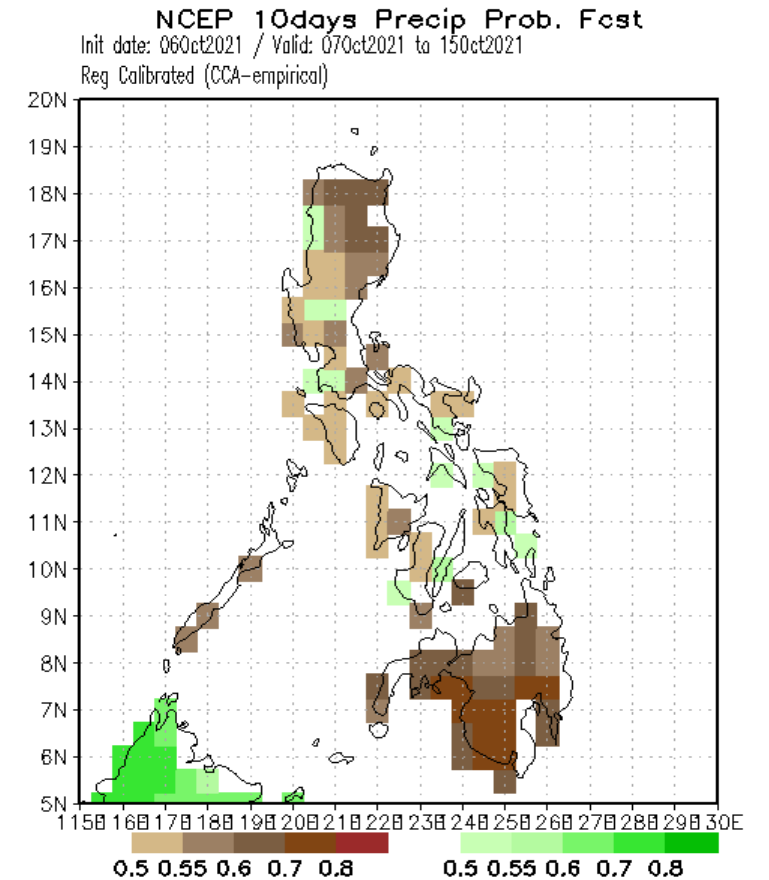 NCEP 10days Precip Prob. Fcst
Init date: 06Oct2021 / Valid: 07Oct2021 to 15Oct2021
Reg Calibrated (CCA-empirical)
20N
19N
18N
17N
16N
15N
14N
13N
12N
11N
10N
9N
8N
7N
6N
5N
115E 116E 117E 118E 119E 120E 121E 122E 123E 124E 125E 126E 127E 128E 129E 130E
0.5 0.55 0.6 0.7 0.8 0.5 0.55 0.6 0.7 0.8